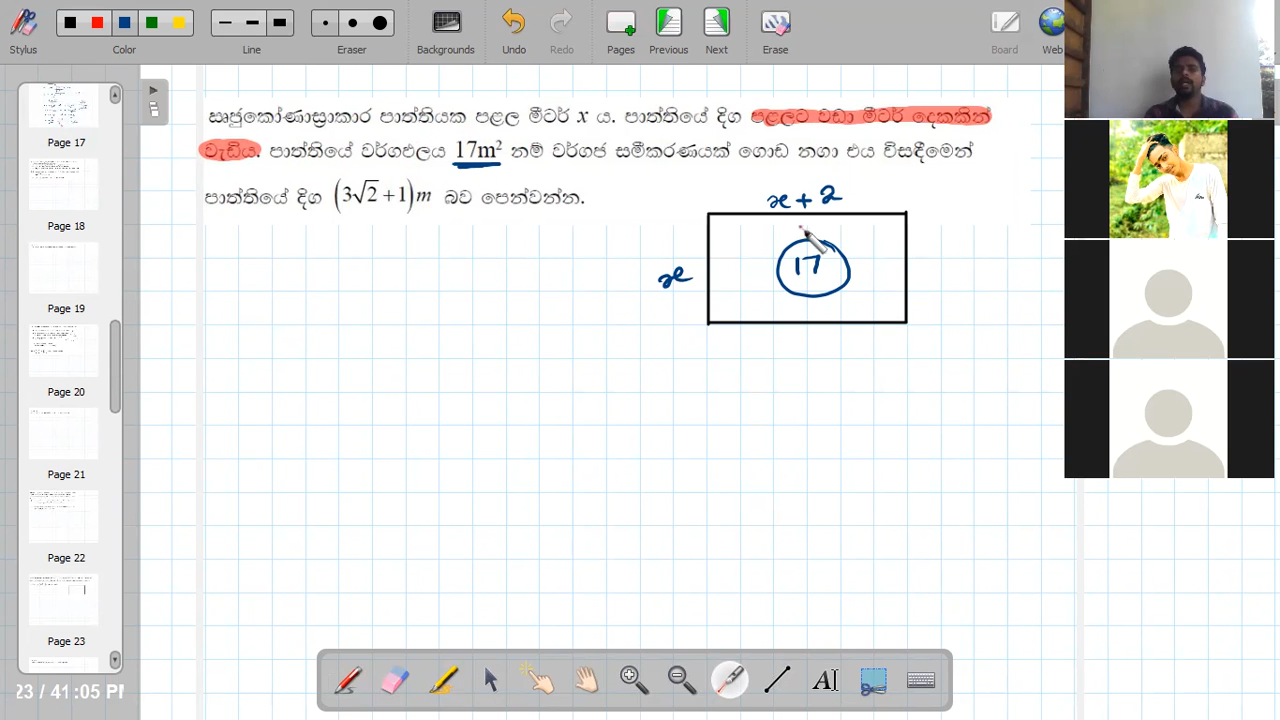 Stylus
Color
Line
Eraser
Backgrounds
Undo
Redo
Pages
Previous
Next
Erase
Board
Web
Page 17
Page 18
Page 19
Page 20
Page 21
Page 22
Page 23
සෘජුකෝණාස්‍රාකාර පාත්තියක පළල මීටර් x ය. පාත්තියේ දිග පළලට වඩා මීටර් දෙකකින්
වැඩිය. පාත්තියේ වර්ගඵලය 17m² නම් වර්ගජ සමීකරණයක් ගොඩ නගා එය විසඳීමෙන්
පාත්තියේ දිග (3√2 + 1) m බව පෙන්වන්න.
x + 2
x
17